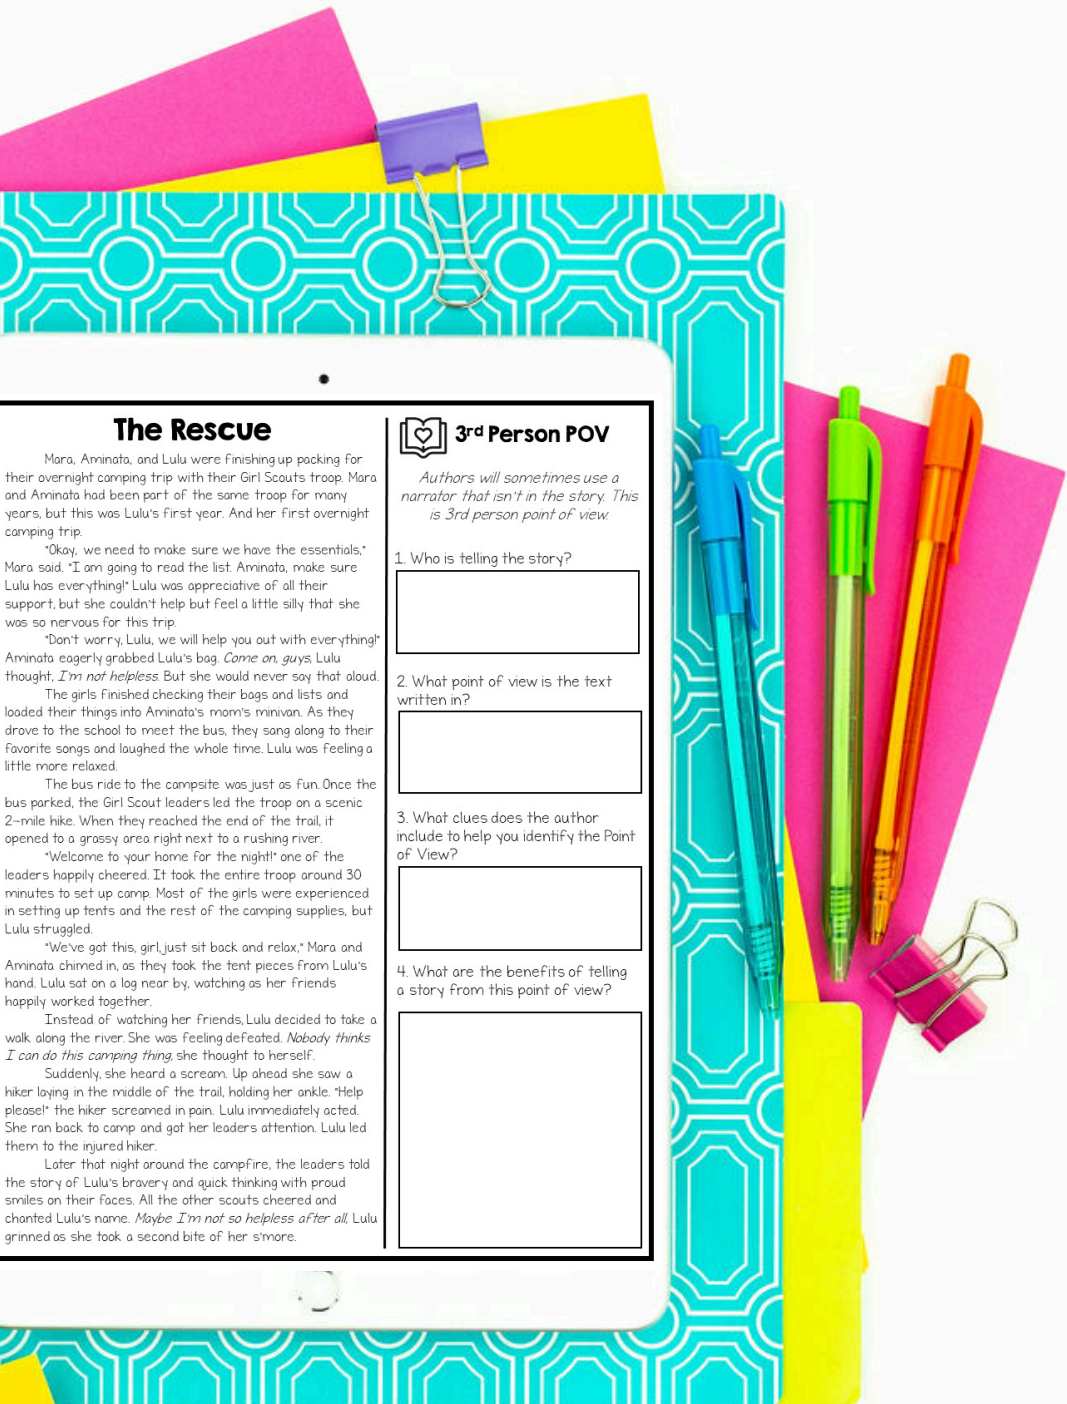 The Rescue
Mara, Aminata, and Lulu were finishing up packing for
their overnight camping trip with their Girl Scouts troop. Mara
and Aminata had been part of the same troop for many
years, but this was Lulu's first year. And her first overnight
camping trip.
"Okay, we need to make sure we have the essentials,"
Mara said. "I am going to read the list. Aminata, make sure
Lulu has everything!" Lulu was appreciative of all their
support, but she couldn't help but feel a little silly that she
was so nervous for this trip.
"Don't worry, Lulu, we will help you out with everything!"
Aminata eagerly grabbed Lulu's bag. Come on, guys, Lulu
thought, I'm not helpless. But she would never say that aloud.
The girls finished checking their bags and lists and
loaded their things into Aminata's mom's minivan. As they
drove to the school to meet the bus, they sang along to their
favorite songs and laughed the whole time. Lulu was feeling a
little more relaxed.
The bus ride to the campsite was just as fun. Once the
bus parked, the Girl Scout leaders led the troop on a scenic
2-mile hike. When they reached the end of the trail, it
opened to a grassy area right next to a rushing river.
"Welcome to your home for the night!" one of the
leaders happily cheered. It took the entire troop around 30
minutes to set up camp. Most of the girls were experienced
in setting up tents and the rest of the camping supplies, but
Lulu struggled.
"We've got this, girl, just sit back and relax," Mara and
Aminata chimed in, as they took the tent pieces from Lulu's
hand. Lulu sat on a log near by, watching as her friends
happily worked together.
Instead of watching her friends, Lulu decided to take a
walk along the river. She was feeling defeated. Nobody thinks
I can do this camping thing, she thought to herself.
Suddenly, she heard a scream. Up ahead she saw a
hiker laying in the middle of the trail, holding her ankle. "Help
please!" the hiker screamed in pain. Lulu immediately acted.
She ran back to camp and got her leaders attention. Lulu led
them to the injured hiker.
Later that night around the campfire, the leaders told
the story of Lulu's bravery and quick thinking with proud
smiles on their faces. All the other scouts cheered and
chanted Lulu's name. Maybe I'm not so helpless after all, Lulu
grinned as she took a second bite of her s'more.
3rd Person POV
Authors will sometimes use a
narrator that isn't in the story. This
is 3rd person point of view.
1. Who is telling the story?
2. What point of view is the text
written in?
3. What clues does the author
include to help you identify the Point
of View?
4. What are the benefits of telling
a story from this point of view?